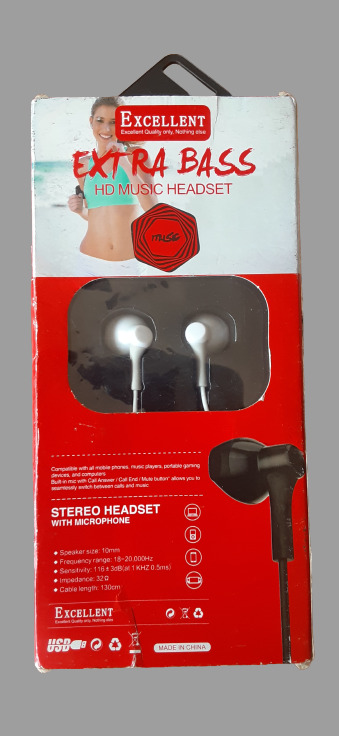 EXCELLENT
Excellent Quality only, Nothing else
EXTRA BASS
HD MUSIC HEADSET
music
Compatible with all mobile phones, music players, portable gaming
devices, and computers
Built-in mic with Call Answer / Call End / Mute button* allows you to
seamlessly switch between calls and music
STEREO HEADSET
WITH MICROPHONE
Speaker size: 10mm
Frequency range: 18-20,000Hz
Sensitivity: 116±3dB(at 1 KHZ 0.5ms)
Impedance: 32Ω
Cable length: 130cm
EXCELLENT
Excellent Quality only, Nothing else
USB
MADE IN CHINA